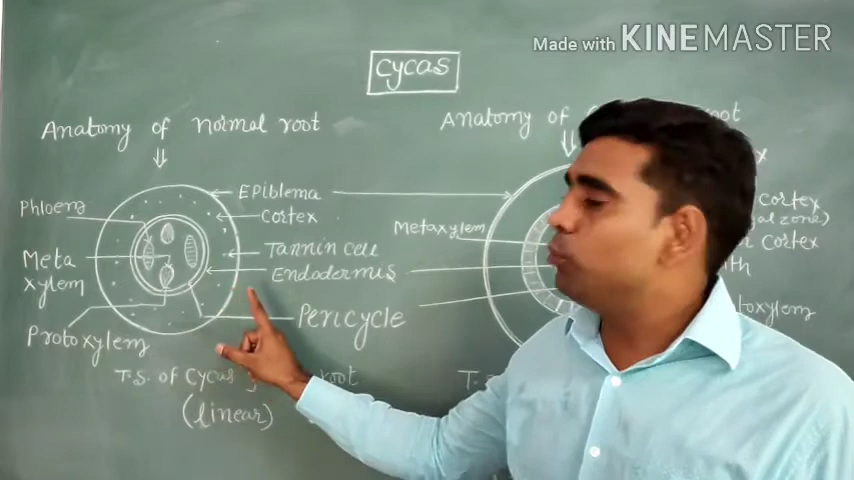 Made with KINEMASTER
Cycas
Anatomy of normal root
Anatomy of root
Phloem
Meta
xylem
Protoxylem
Epiblema
Cortex
Tannin cell
Endodermis
Pericycle
T.S. of Cycas root
(linear)
Metaxylem
cortex
zone)
cortex